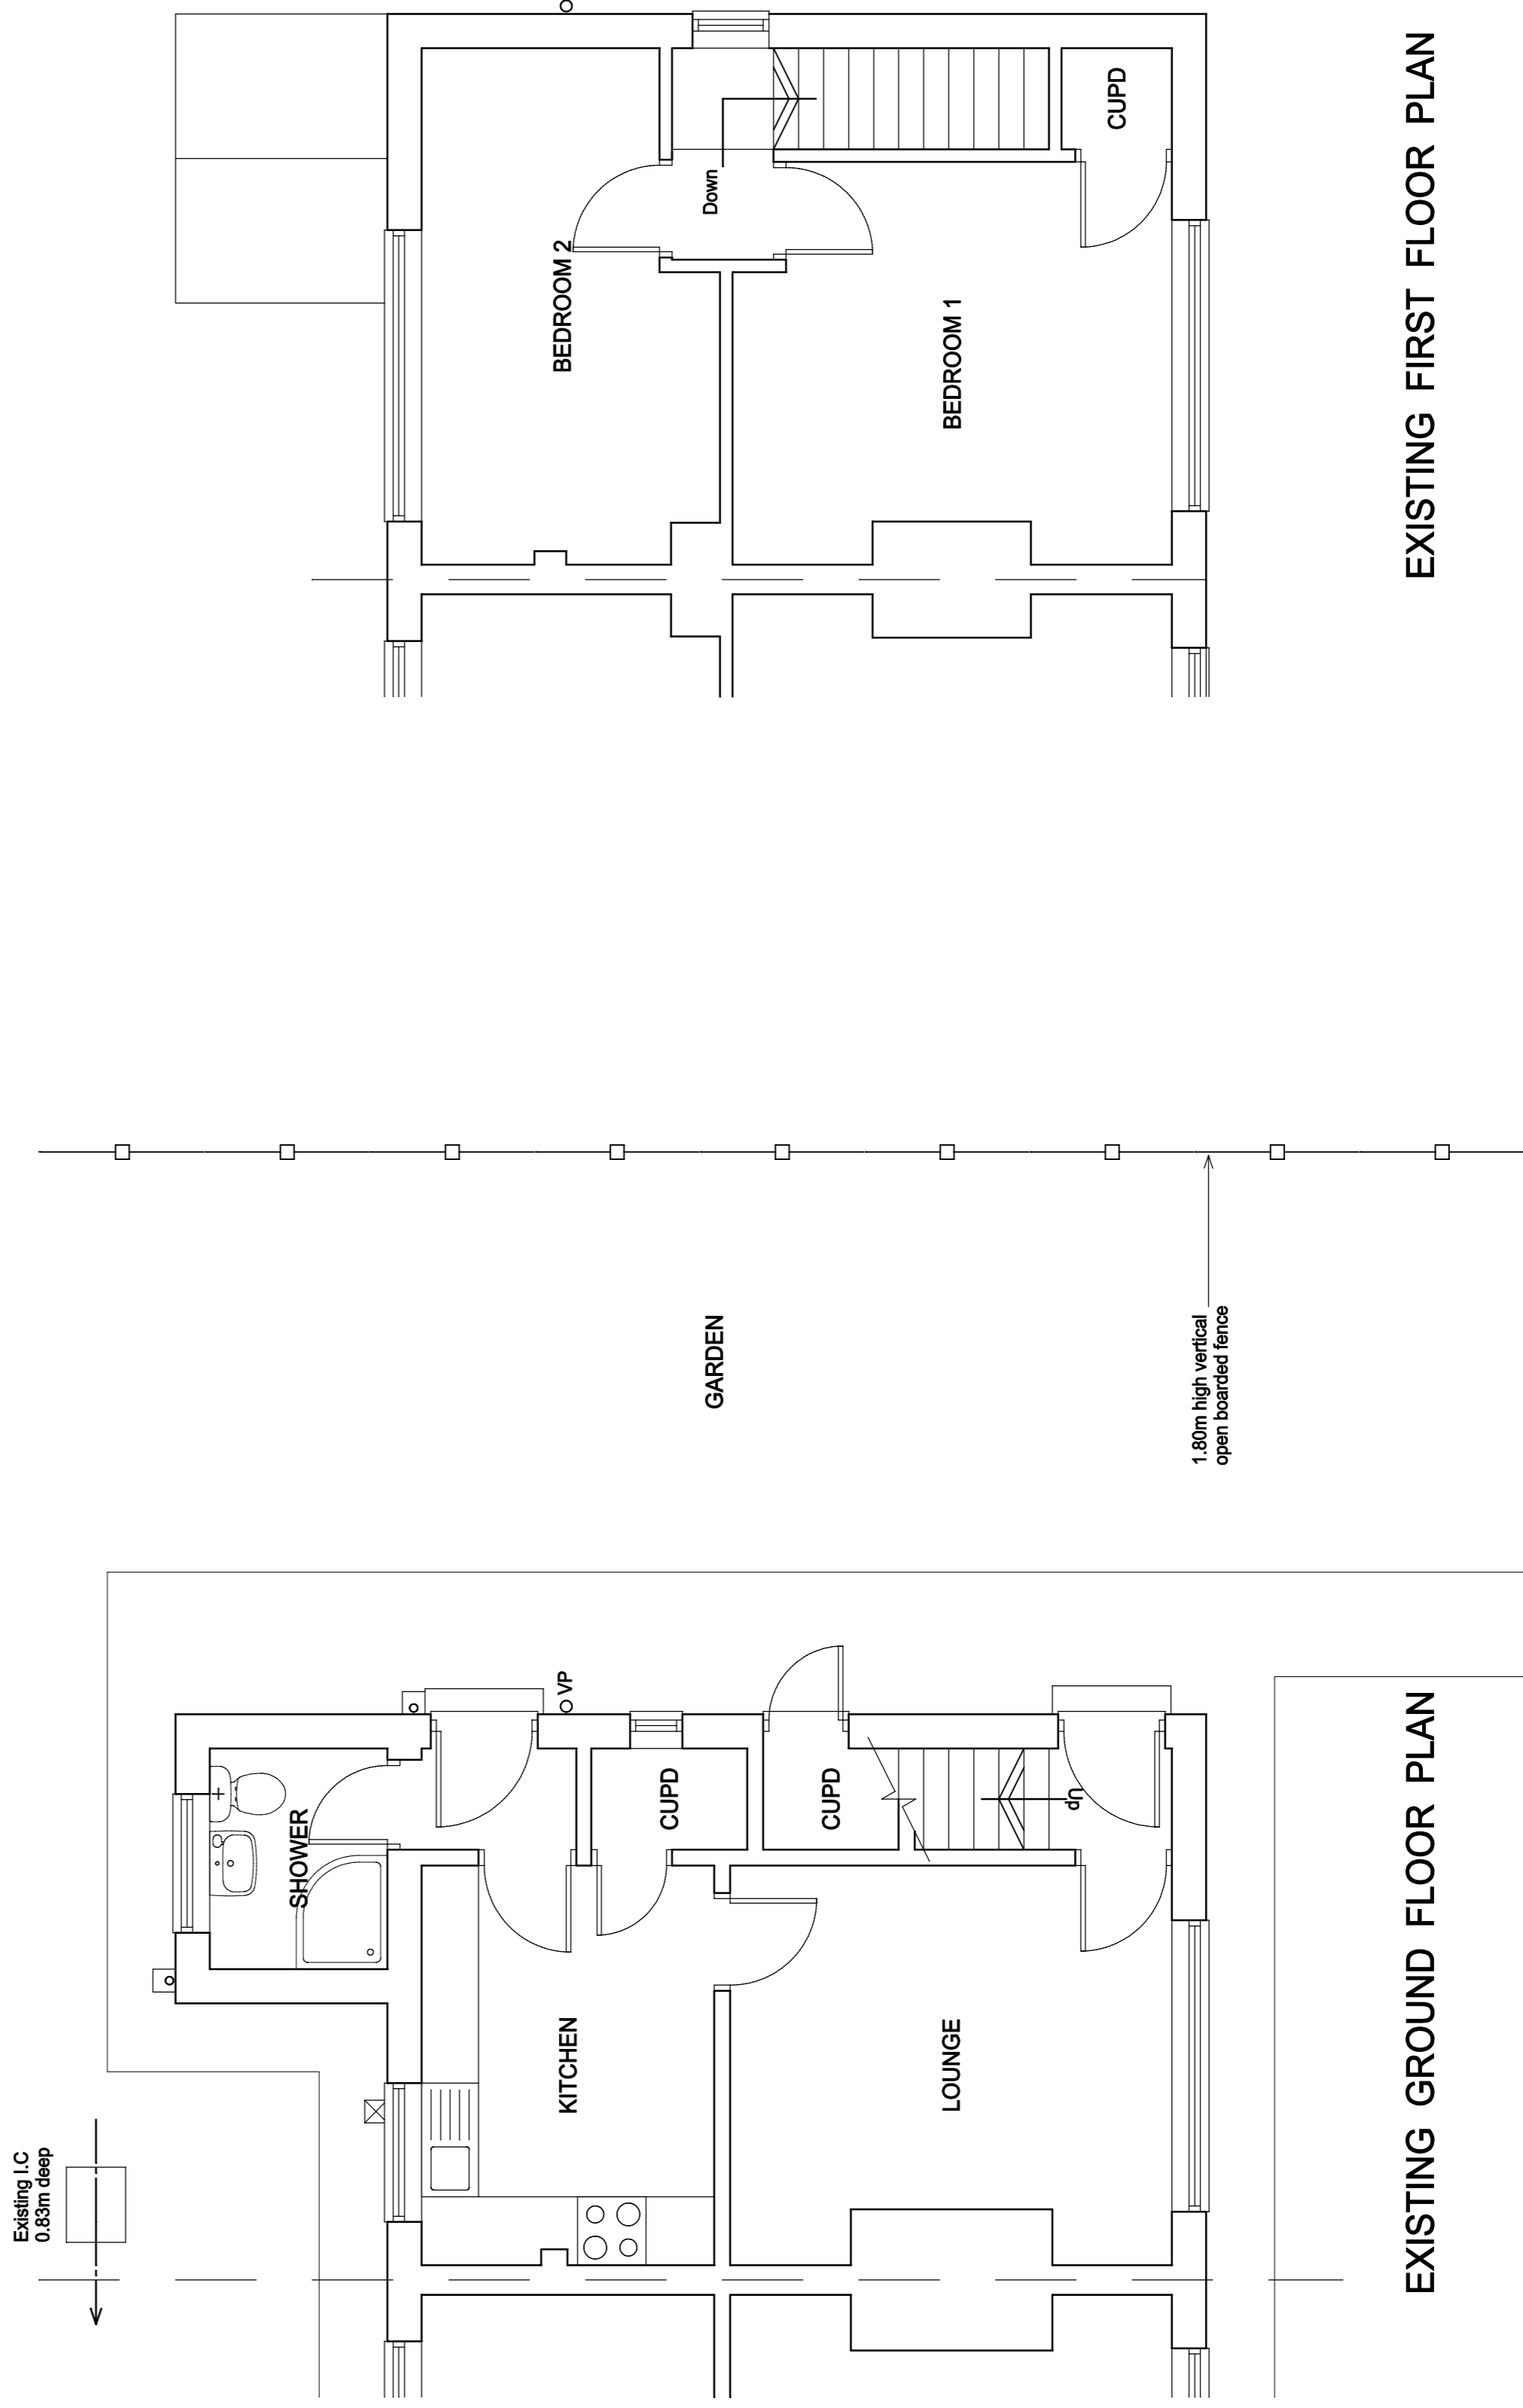 Existing I.C
0.83m deep
SHOWER
VP
KITCHEN
CUPD
CUPD
Up
LOUNGE
EXISTING GROUND FLOOR PLAN
GARDEN
1.80m high vertical
open boarded fence
BEDROOM 2
Down
BEDROOM 1
CUPD
EXISTING FIRST FLOOR PLAN